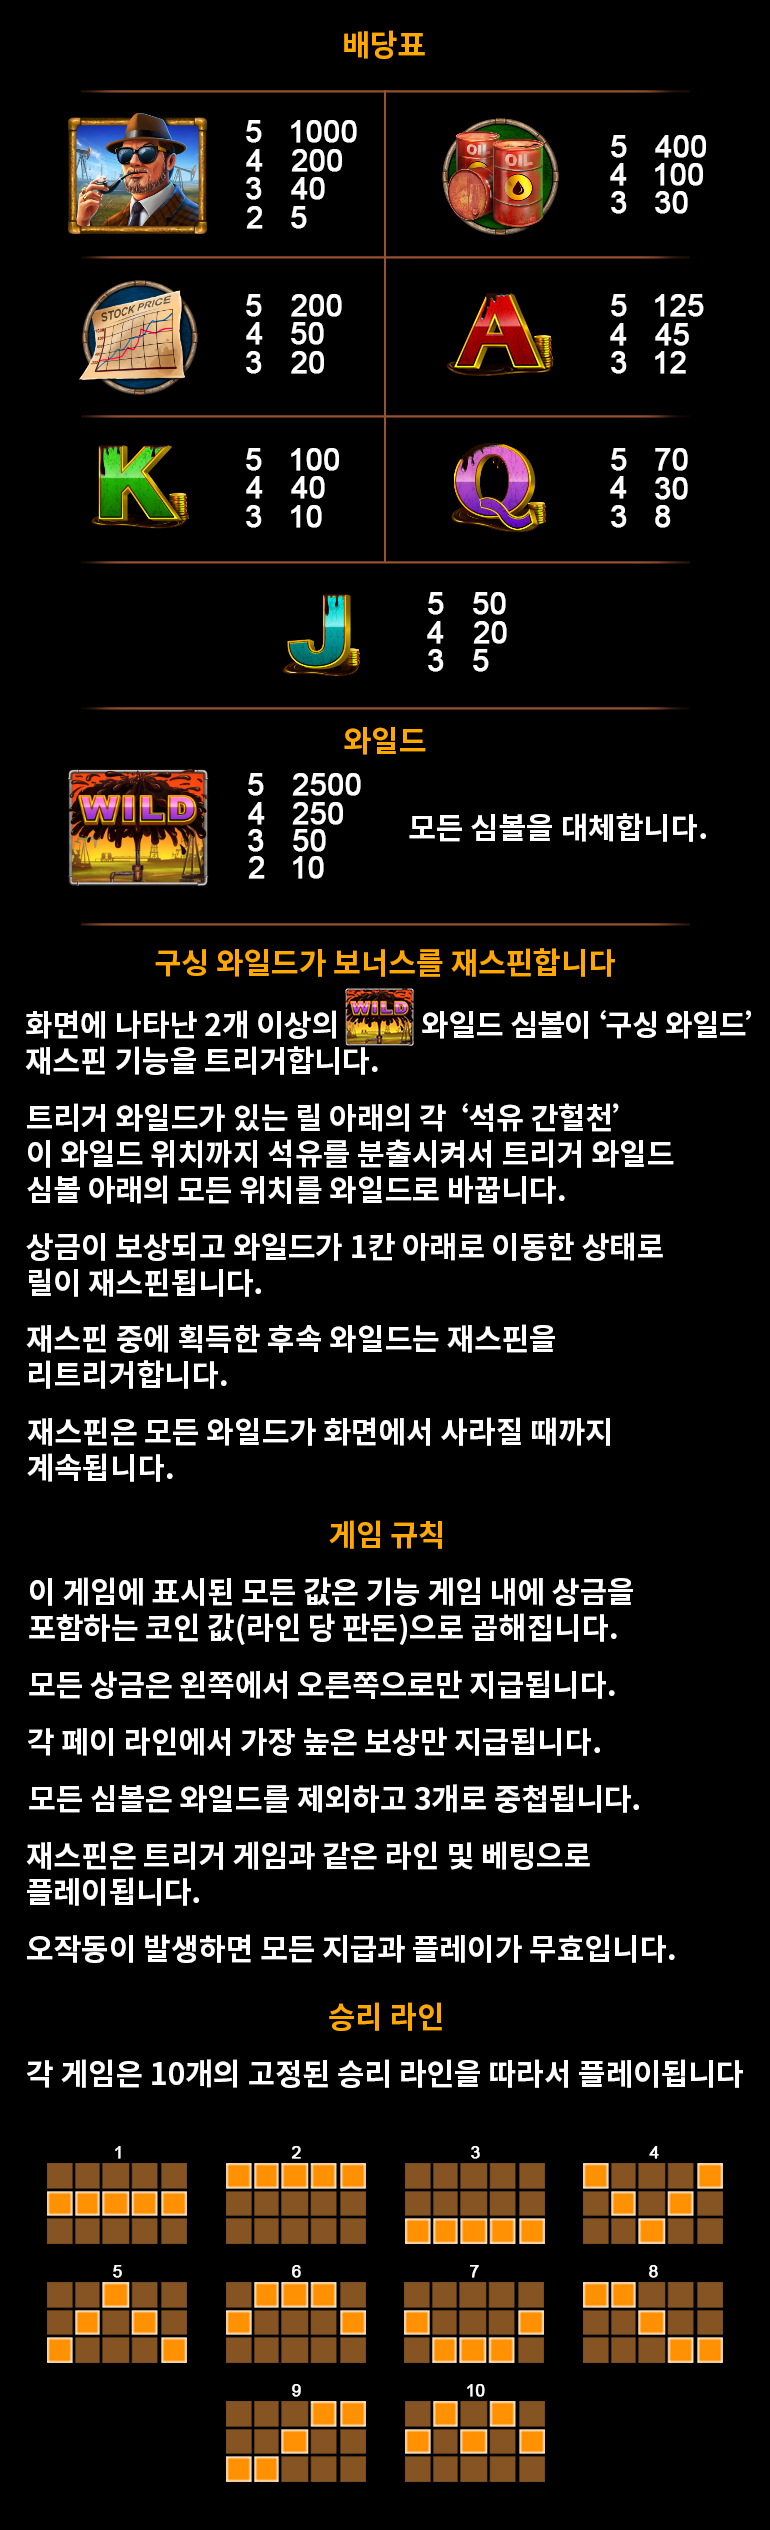 배당표
5 1000
4 200
3 40
2 5
OIL
OIL
5 400
4 100
3 30
STOCK PRICE
5 200
4 50
3 20
A
5 125
4 45
3 12
K
5 100
4 40
3 10
Q
5 70
4 30
3 8
J
5 50
4 20
3 5
와일드
WILD
5 2500
4 250
3 50
2 10
모든 심볼을 대체합니다.
구싱 와일드가 보너스를 재스핀합니다
화면에 나타난 2개 이상의 WILD 와일드 심볼이 ‘구싱 와일드’
재스핀 기능을 트리거합니다.
트리거 와일드가 있는 릴 아래의 각 ‘석유 간헐천’
이 와일드 위치까지 석유를 분출시켜서 트리거 와일드
심볼 아래의 모든 위치를 와일드로 바꿉니다.
상금이 보상되고 와일드가 1칸 아래로 이동한 상태로
릴이 재스핀됩니다.
재스핀 중에 획득한 후속 와일드는 재스핀을
리트리거합니다.
재스핀은 모든 와일드가 화면에서 사라질 때까지
계속됩니다.
게임 규칙
이 게임에 표시된 모든 값은 기능 게임 내에 상금을
포함하는 코인 값(라인 당 판돈)으로 곱해집니다.
모든 상금은 왼쪽에서 오른쪽으로만 지급됩니다.
각 페이 라인에서 가장 높은 보상만 지급됩니다.
모든 심볼은 와일드를 제외하고 3개로 중첩됩니다.
재스핀은 트리거 게임과 같은 라인 및 베팅으로
플레이됩니다.
오작동이 발생하면 모든 지급과 플레이가 무효입니다.
승리 라인
각 게임은 10개의 고정된 승리 라인을 따라서 플레이됩니다
1 2 3 4
5 6 7 8
9 10